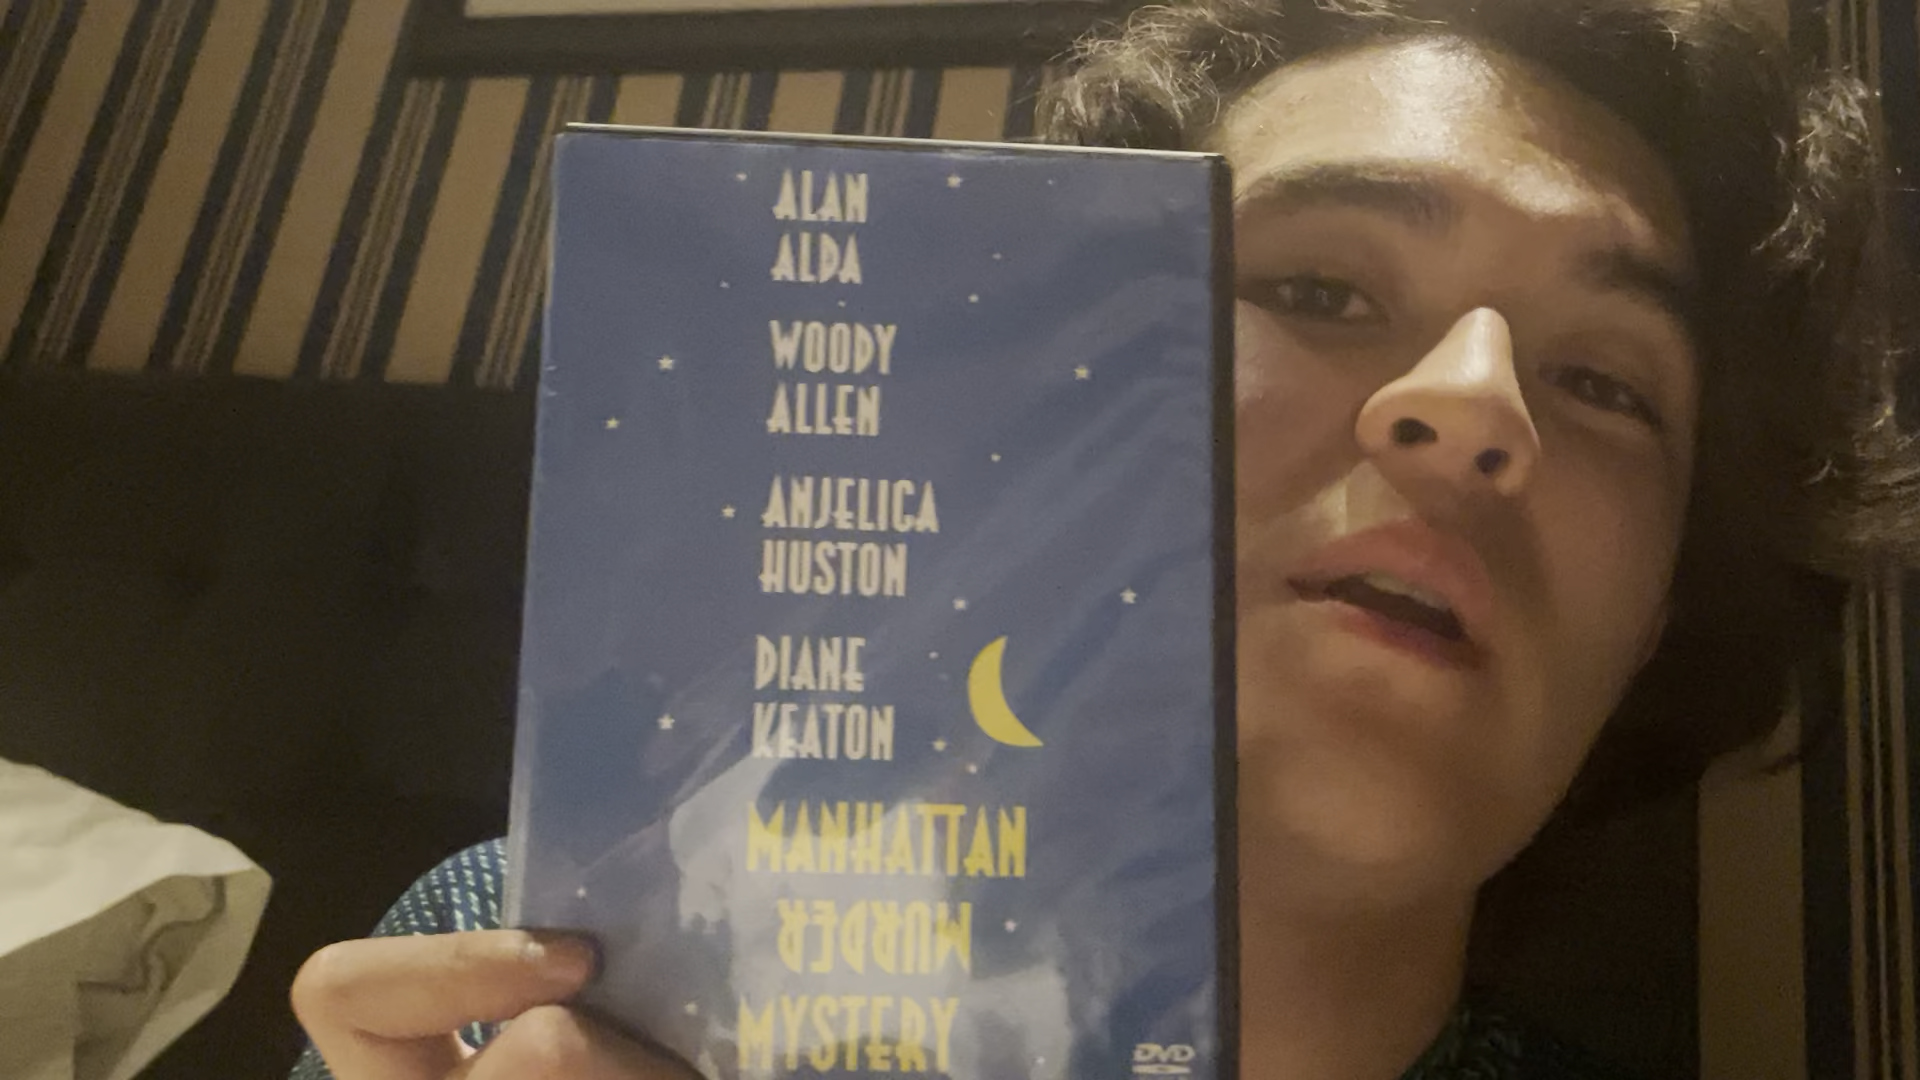 ALAN
ALDA
WOODY
ALLEN
ANJELICA
HUSTON
DIANE
KEATON
MANHATTAN
MURDER
MYSTERY
DVD